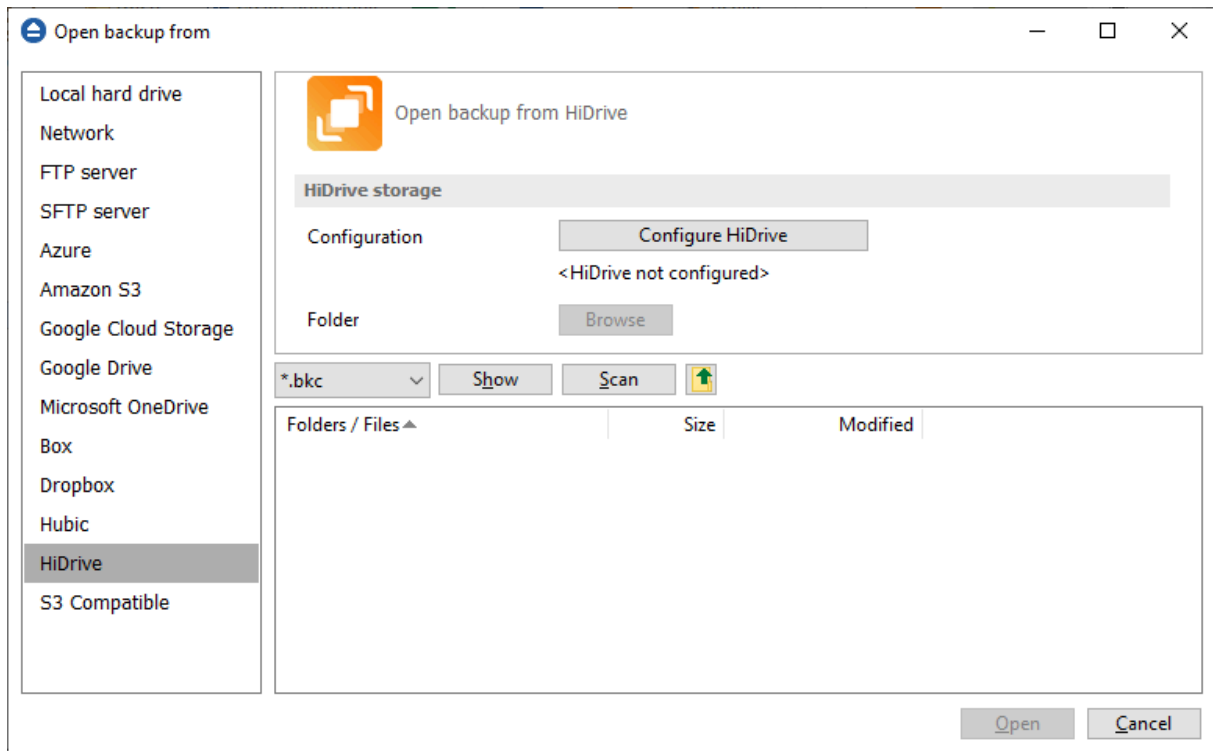 Open backup from
Local hard drive
Network
FTP server
SFTP server
Azure
Amazon S3
Google Cloud Storage
Google Drive
Microsoft OneDrive
Box
Dropbox
Hubic
HiDrive
S3 Compatible
Open backup from HiDrive
HiDrive storage
Configuration
Configure HiDrive
<HiDrive not configured>
Folder
Browse
*.bkc
Show
Scan
Folders / Files
Size
Modified
Open
Cancel